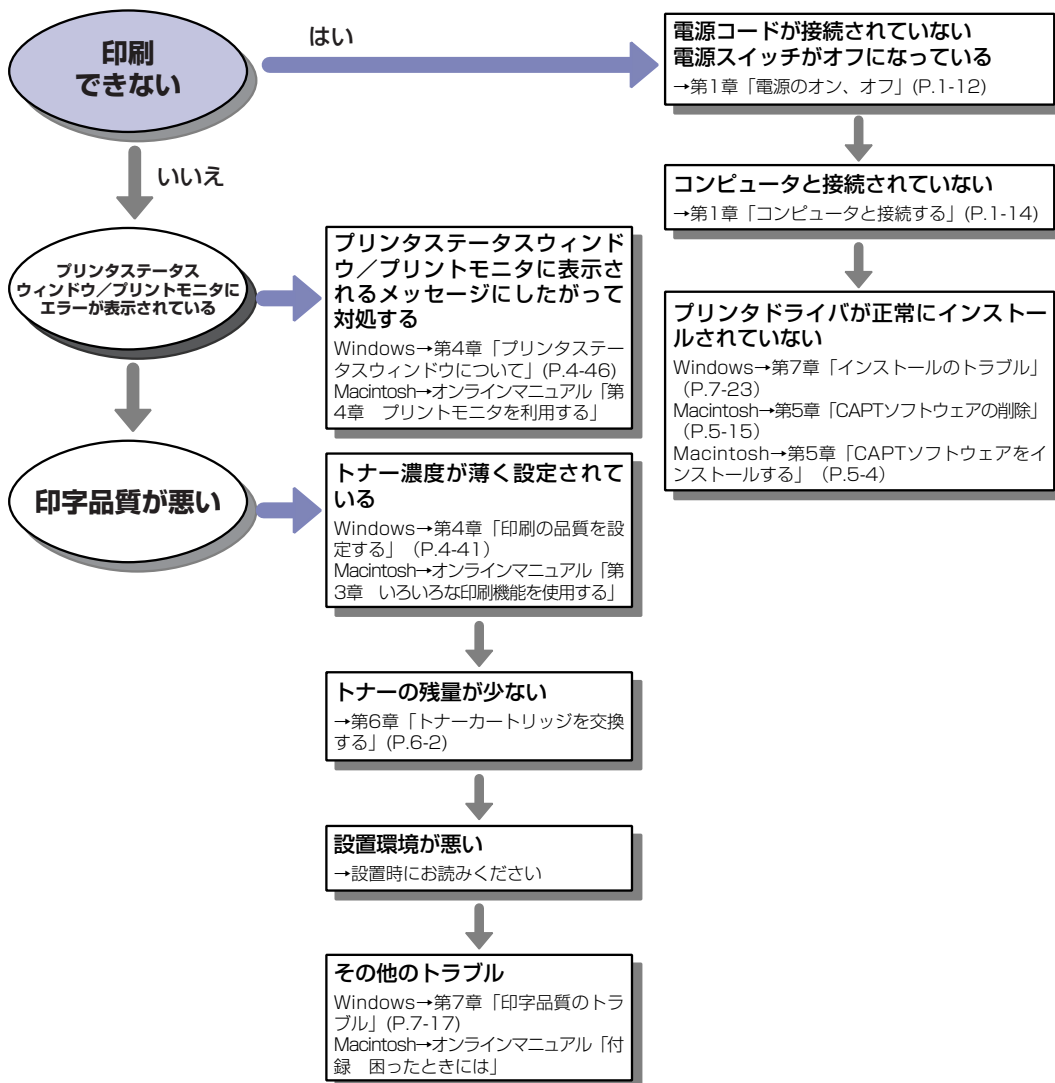 印刷
できない
はい
電源コードが接続されていない
電源スイッチがオフになっている
→第1章「電源のオン、オフ」(P.1-12)
コンピュータと接続されていない
→第1章「コンピュータと接続する」(P.1-14)
プリンタドライバが正常にインストー
ルされていない
Windows→第7章「インストールのトラブル」
(P.7-23)
Macintosh→第5章「CAPTソフトウェアの削除」
(P.5-15)
Macintosh→第5章「CAPTソフトウェアをイ
ンストールする」(P.5-4)
いいえ
プリンタステータス
ウィンドウ／プリントモニタに
エラーが表示されている
プリンタステータスウィンド
ウ／プリントモニタに表示さ
れるメッセージにしたがって
対処する
Windows→第4章「プリンタステー
タスウィンドウについて」(P.4-46)
Macintosh→オンラインマニュアル「第
4章　プリントモニタを利用する」
印字品質が悪い
トナー濃度が薄く設定されて
いる
Windows→第4章「印刷の品質を設
定する」(P.4-41)
Macintosh→オンラインマニュアル「第
3章　いろいろな印刷機能を使用する」
トナーの残量が少ない
→第6章「トナーカートリッジを交換
する」(P.6-2)
設置環境が悪い
→設置時にお読みください
その他のトラブル
Windows→第7章「印字品質のトラ
ブル」(P.7-17)
Macintosh→オンラインマニュアル「付
録　困ったときには」